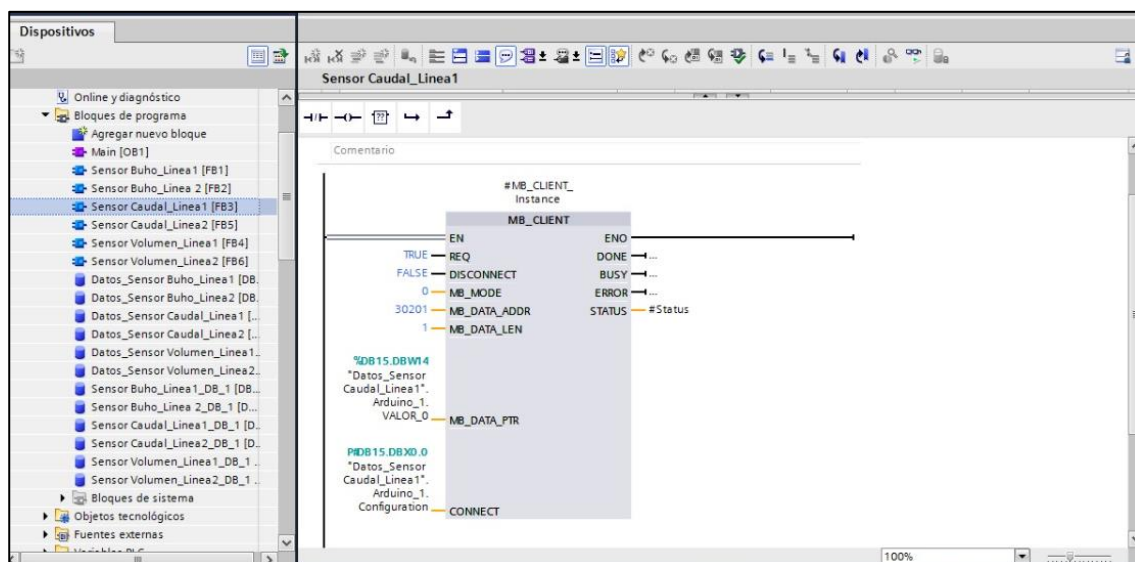 Dispositivos
Online y diagnóstico
Bloques de programa
Agregar nuevo bloque
Main [OB1]
Sensor Buho_Linea1 [FB1]
Sensor Buho_Linea 2 [FB2]
Sensor Caudal_Linea1 [FB3]
Sensor Caudal_Linea2 [FB5]
Sensor Volumen_Linea1 [FB4]
Sensor Volumen_Linea2 [FB6]
Datos_Sensor Buho_Linea1 [DB.
Datos_Sensor Buho_Linea2 [DB.
Datos_Sensor Caudal_Linea1 [...
Datos_Sensor Caudal_Linea2 [...
Datos_Sensor Volumen_Linea1..
Datos_Sensor Volumen_Linea2..
Sensor Buho_Linea1_DB_1 [DB...
Sensor Buho_Linea 2_DB_1 [D...
Sensor Caudal_Linea1_DB_1 [D..
Sensor Caudal_Linea2_DB_1 [D..
Sensor Volumen_Linea1_DB_1 ..
Sensor Volumen_Linea2_DB_1 ..
Bloques de sistema
Objetos tecnológicos
Fuentes externas
Sensor Caudal_Linea1
Comentario
#MB_CLIENT_
Instance
MB_CLIENT
EN ENO
TRUE REQ DONE ...
FALSE DISCONNECT BUSY ...
0 MB_MODE ERROR ...
30201 MB_DATA_ADDR STATUS #Status
1 MB_DATA_LEN
%DB15.DBW14
"Datos_Sensor
Caudal_Linea1".
Arduino_1.
VALOR_0 MB_DATA_PTR
P#DB15.DBX0.0
"Datos_Sensor
Caudal_Linea1".
Arduino_1.
Configuration CONNECT
100%